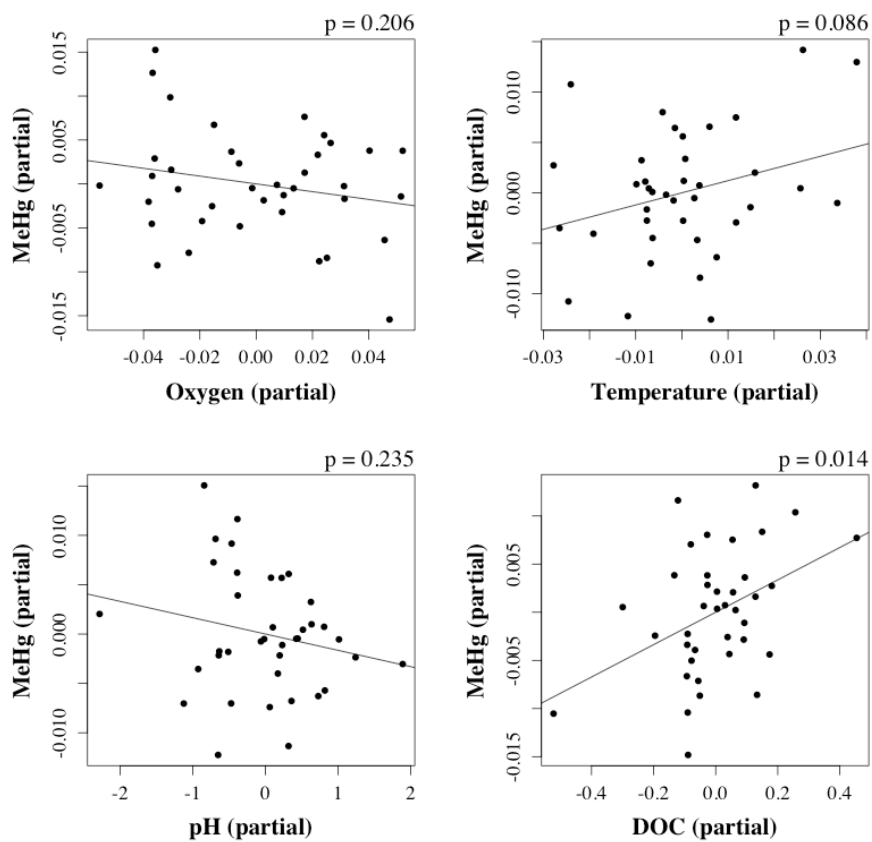 p = 0.206
0.015
0.005
-0.005
-0.015
MeHg (partial)
-0.04
-0.02
0.00
0.02
0.04
Oxygen (partial)
p = 0.086
0.010
0.000
-0.010
MeHg (partial)
-0.03
-0.01
0.01
0.03
Temperature (partial)
p = 0.235
0.010
0.000
-0.010
MeHg (partial)
-2
-1
0
1
2
pH (partial)
p = 0.014
0.005
-0.005
-0.015
MeHg (partial)
-0.4
-0.2
0.0
0.2
0.4
DOC (partial)